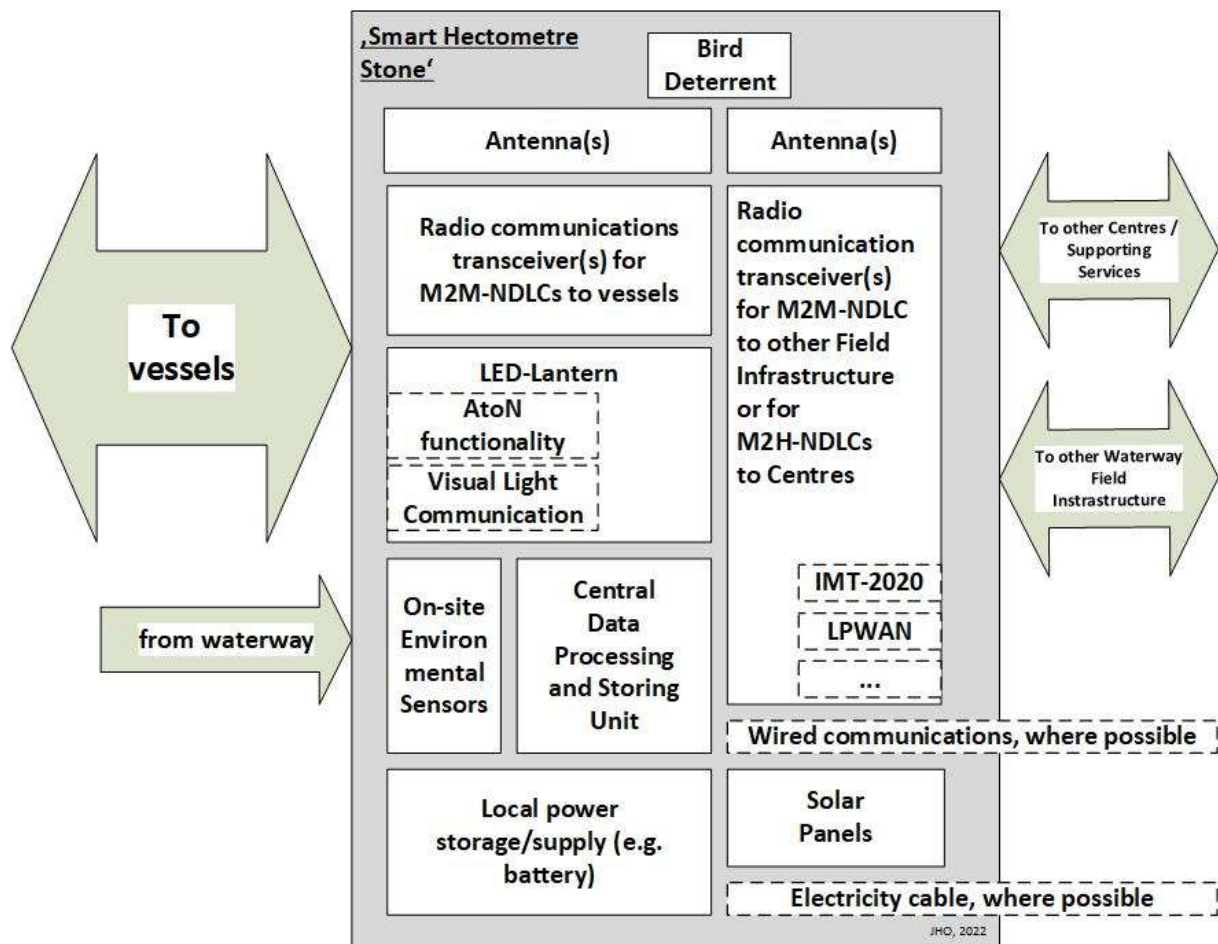 ‚Smart Hectometre
Stone‘
Bird
Deterrent
Antenna(s)
Antenna(s)
Radio communications
transceiver(s) for
M2M-NDLCs to vessels
Radio
communication
transceiver(s)
for M2M-NDLC
to other Field
Infrastructure
or for
M2H-NDLCs
to Centres
To
vessels
LED-Lantern
AtoN
functionality
Visual Light
Communication
To other Centres /
Supporting
Services
To other Waterway
Field
Instrastructure
IMT-2020
LPWAN
...
from waterway
On-site
Environ
mental
Sensors
Central
Data
Processing
and Storing
Unit
Wired communications, where possible
Local power
storage/supply (e.g.
battery)
Solar
Panels
Electricity cable, where possible
JHO, 2022